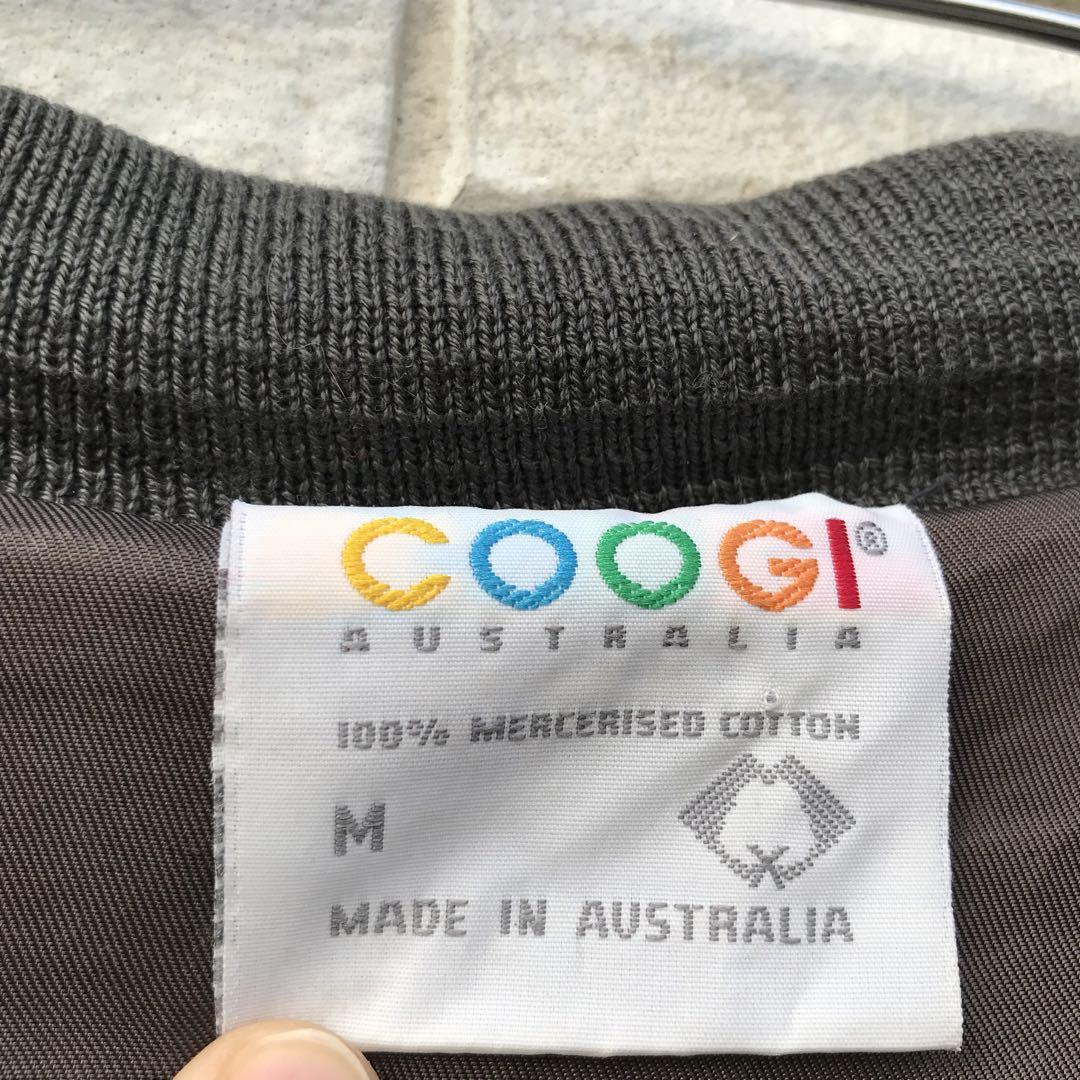 COOGI®
AUSTRALIA
100% MERCERISED COTTON
M
MADE IN AUSTRALIA